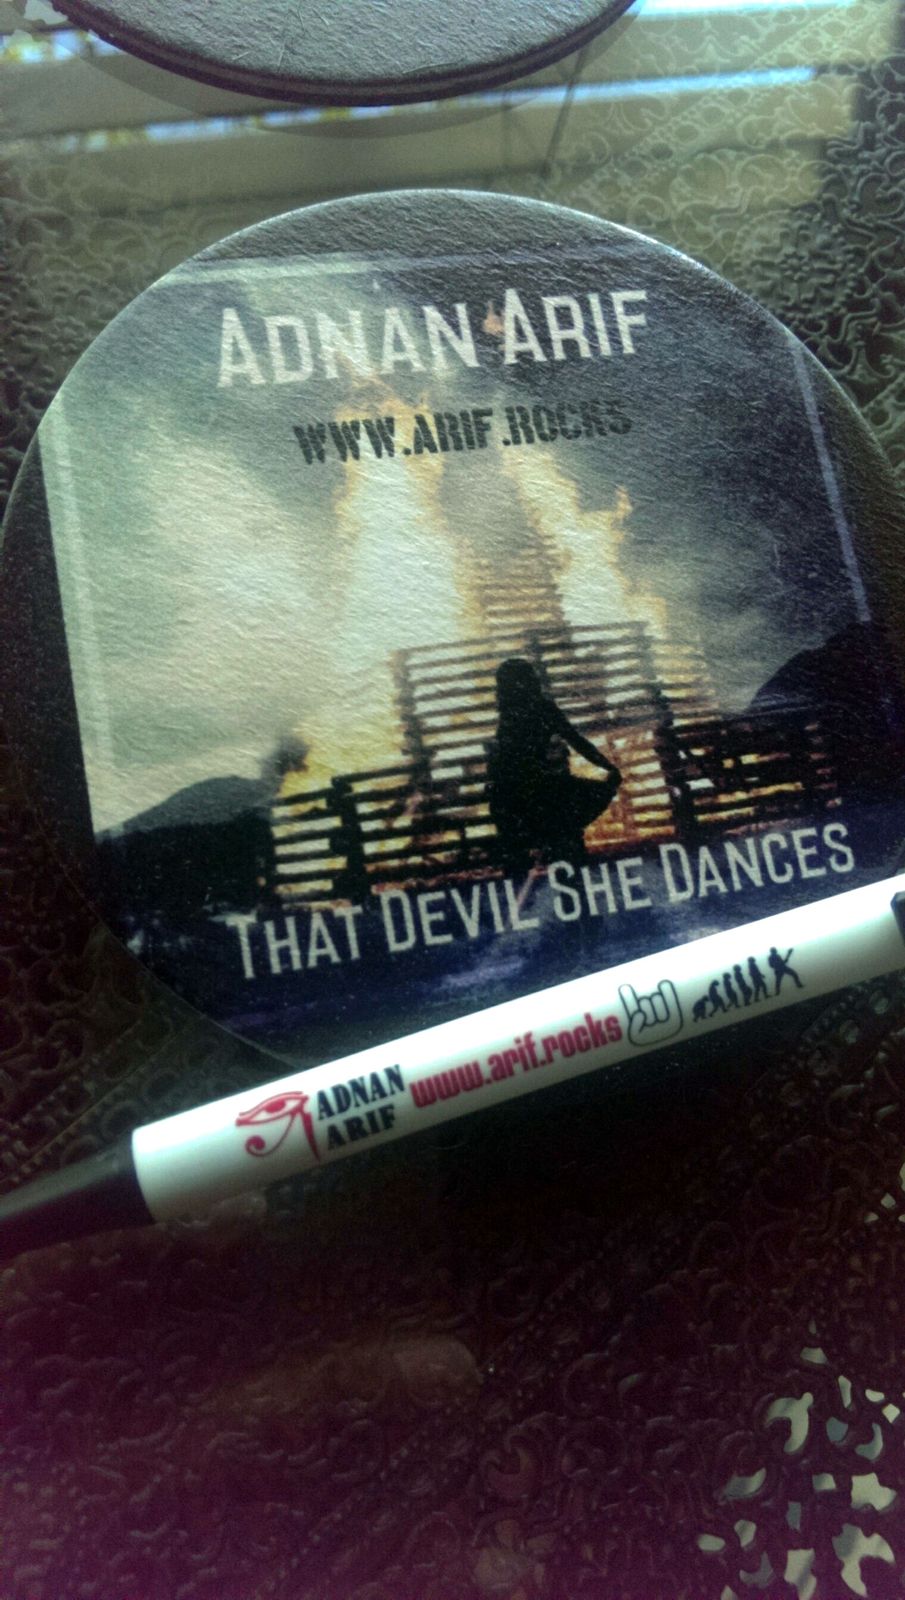 ADNAN ARIF
WWW.ARIF.ROCKS
THAT DEVIL SHE DANCES
ADNAN
ARIF
www.arif.rocks